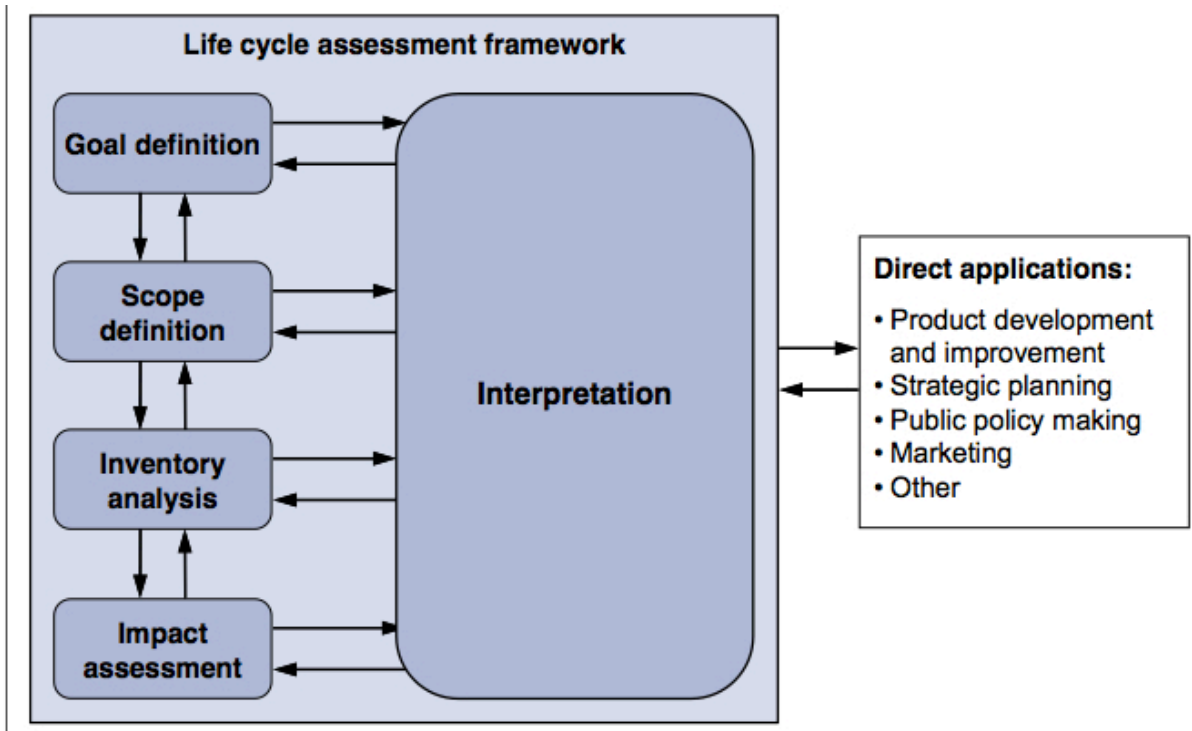 Life cycle assessment framework
Goal definition
Scope
definition
Inventory
analysis
Impact
assessment
Interpretation
Direct applications:
• Product development
and improvement
• Strategic planning
• Public policy making
• Marketing
• Other